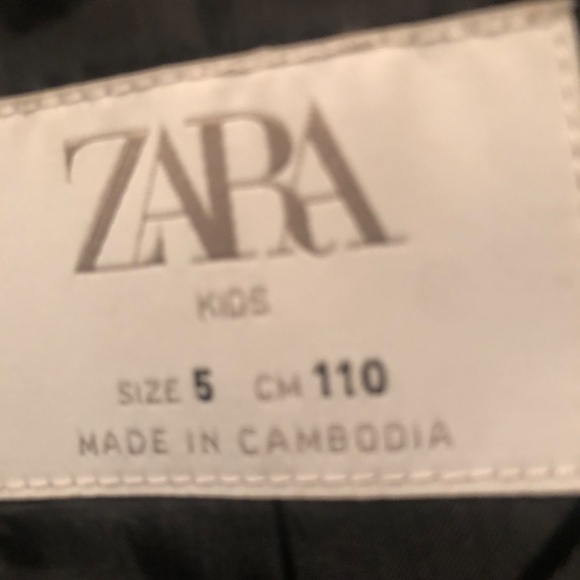 ZARA
KIDS
SIZE 5 CM 110
MADE IN CAMBODIA